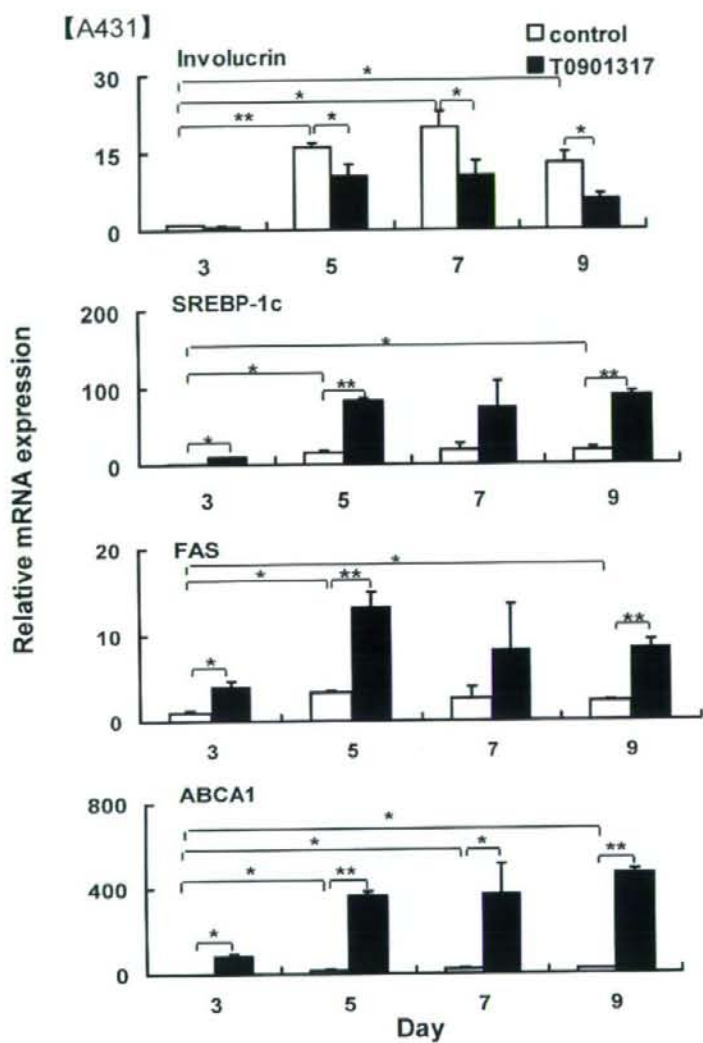 【A431】
control
T0901317
Involucrin
30
15
0
*
*
*
**
*
*
3 5 7 9
SREBP-1c
200
100
0
*
*
**
**
*
3 5 7 9
FAS
20
10
0
*
*
**
**
*
3 5 7 9
ABCA1
800
400
0
*
*
*
*
**
**
*
3 5 7 9
Day
Relative mRNA expression